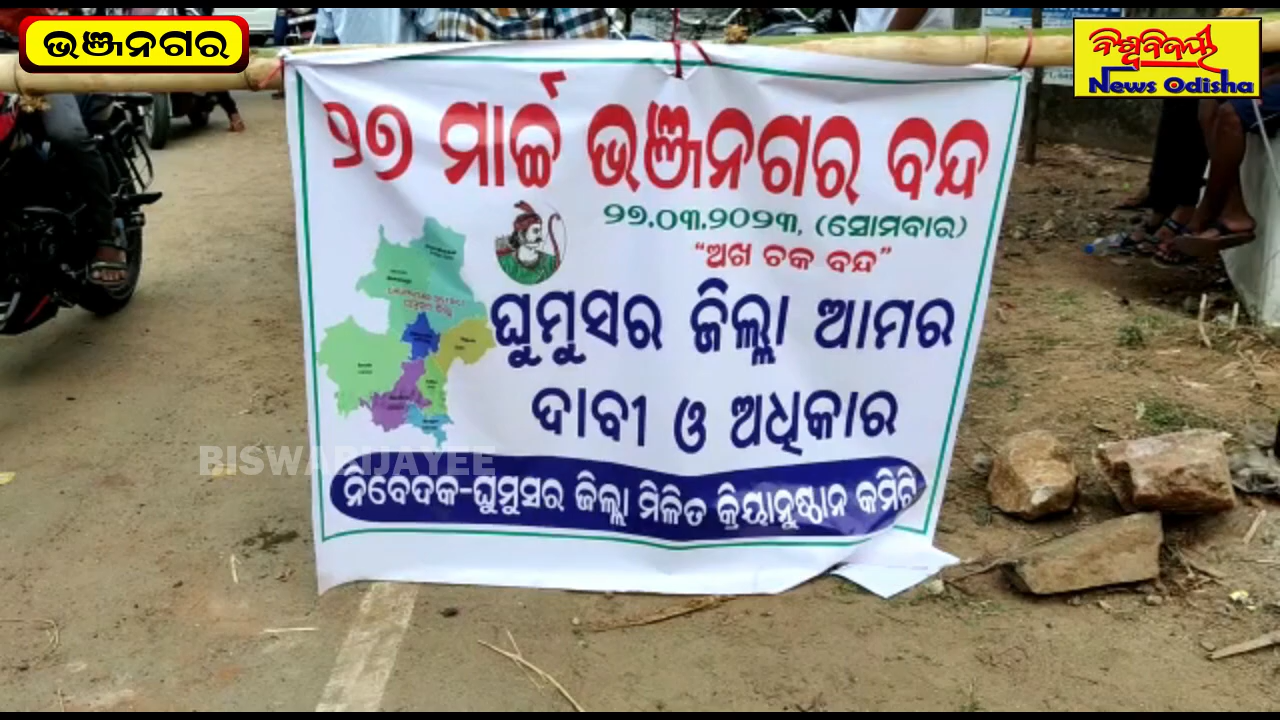 ଭଞ୍ଜନଗର
ବିଶ୍ୱବିଜୟୀ
News Odisha
୨୭ ମାର୍ଚ୍ଚ ଭଞ୍ଜନଗର ବନ୍ଦ
୨୭.୦୩.୨୦୨୩, (ସୋମବାର)
"ଅଖ ଚକ ବନ୍ଦ"
ଘୁମୁସର ଜିଲ୍ଲା ଆମର
ଦାବୀ ଓ ଅଧିକାର
BISWABIJAYEE
ନିବେଦକ-ଘୁମୁସର ଜିଲ୍ଲା ମିଳିତ କ୍ରିୟାନୁଷ୍ଠାନ କମିଟି